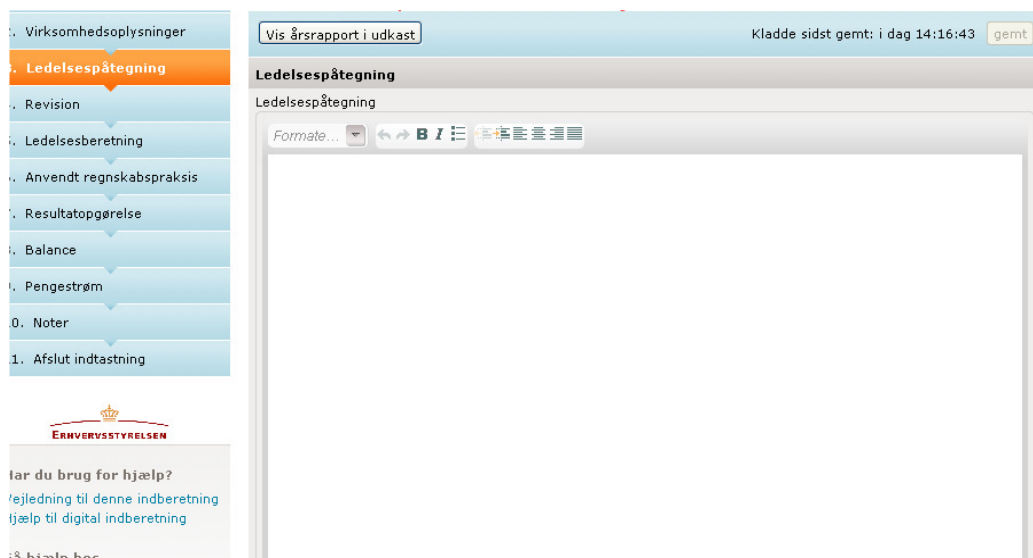 . Virksomhedsoplysninger
. Ledelsespåtegning
. Revision
. Ledelsesberetning
. Anvendt regnskabspraksis
. Resultatopgørelse
. Balance
. Pengestrøm
0. Noter
1. Afslut indtastning
ERHVERVSSTYRELSEN
Har du brug for hjælp?
Vejledning til denne indberetning
Hjælp til digital indberetning
Vis årsrapport i udkast
Kladde sidst gemt: i dag 14:16:43 gemt
Ledelsespåtegning
Ledelsespåtegning
Formate... B I